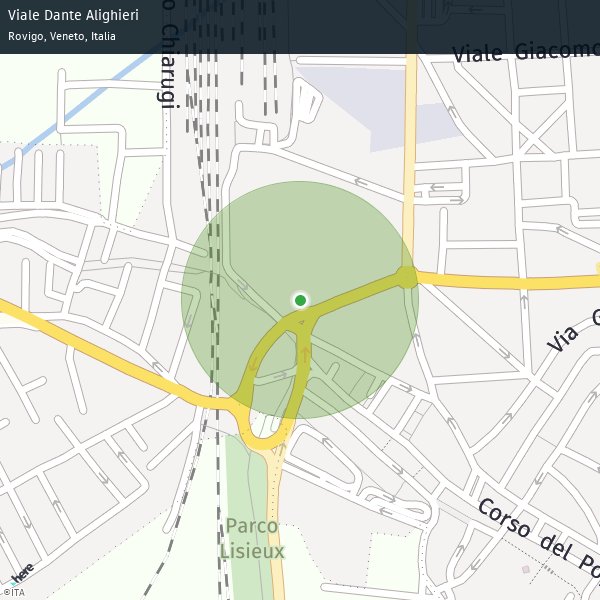 Viale Dante Alighieri
Rovigo, Veneto, Italia
o Chiarugi
Viale Giacomo
Via G
Corso del Po
Parco
Lisieux
here
©ITA